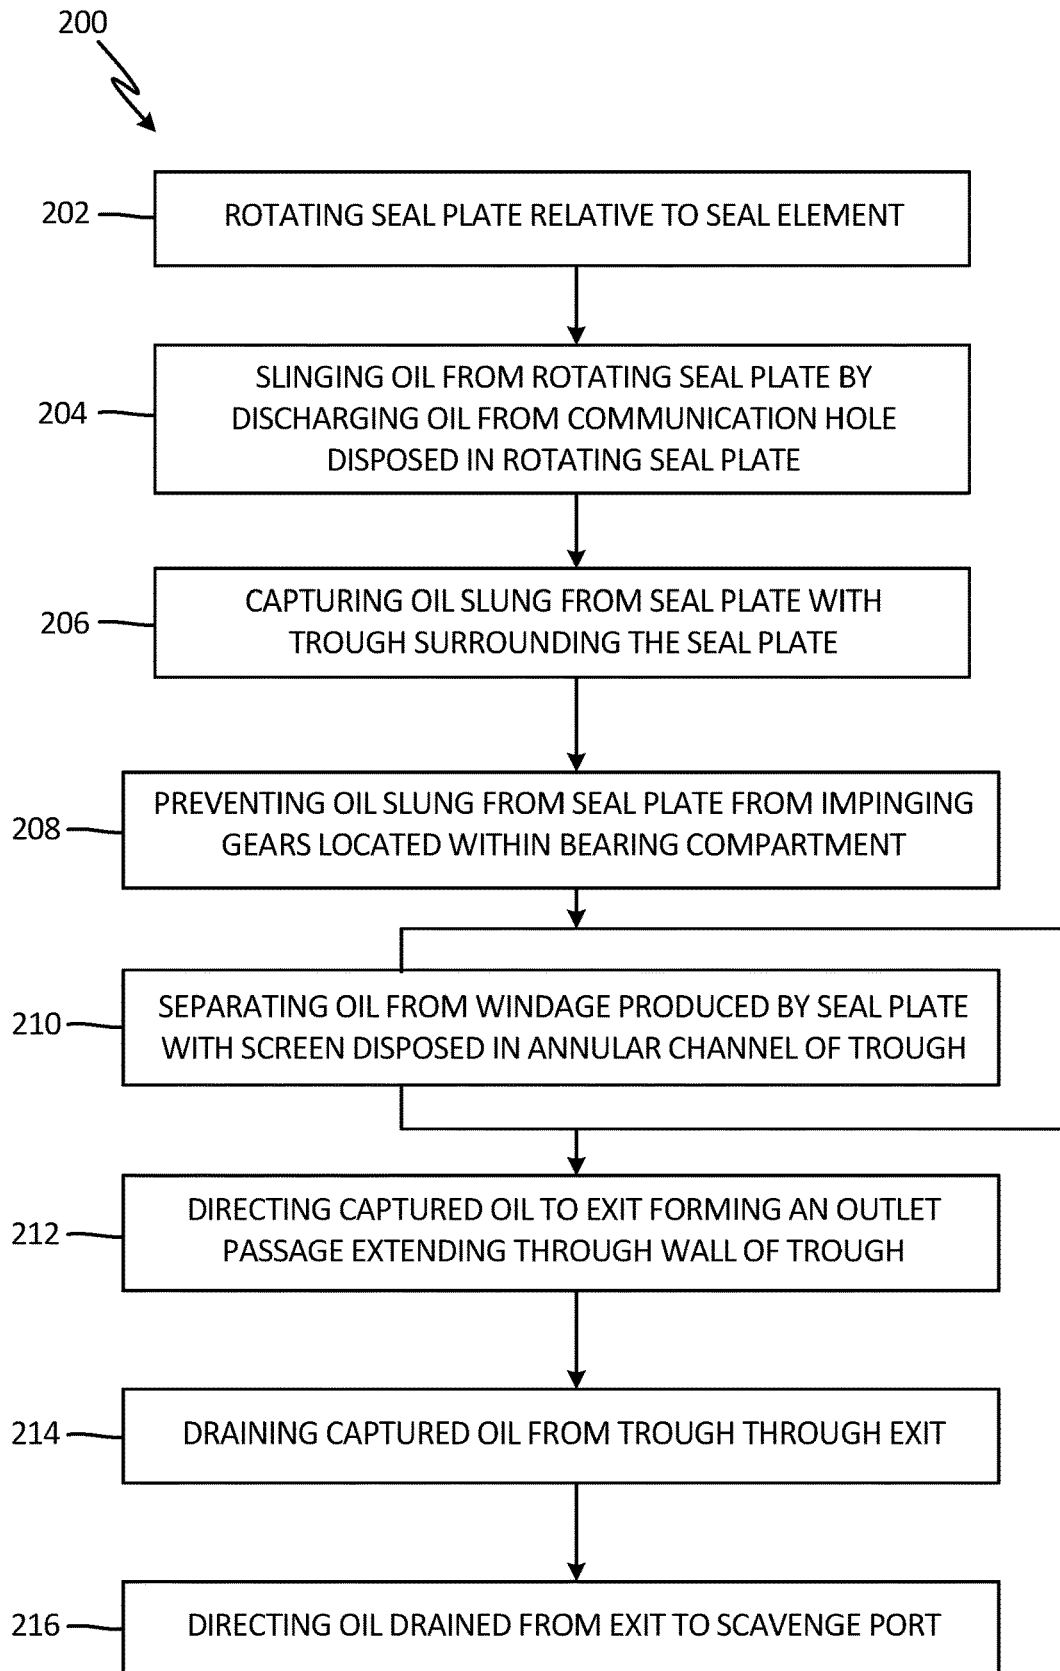 200
202
ROTATING SEAL PLATE RELATIVE TO SEAL ELEMENT
204
SLINGING OIL FROM ROTATING SEAL PLATE BY
DISCHARGING OIL FROM COMMUNICATION HOLE
DISPOSED IN ROTATING SEAL PLATE
206
CAPTURING OIL SLUNG FROM SEAL PLATE WITH
TROUGH SURROUNDING THE SEAL PLATE
208
PREVENTING OIL SLUNG FROM SEAL PLATE FROM IMPINGING
GEARS LOCATED WITHIN BEARING COMPARTMENT
210
SEPARATING OIL FROM WINDAGE PRODUCED BY SEAL PLATE
WITH SCREEN DISPOSED IN ANNULAR CHANNEL OF TROUGH
212
DIRECTING CAPTURED OIL TO EXIT FORMING AN OUTLET
PASSAGE EXTENDING THROUGH WALL OF TROUGH
214
DRAINING CAPTURED OIL FROM TROUGH THROUGH EXIT
216
DIRECTING OIL DRAINED FROM EXIT TO SCAVENGE PORT